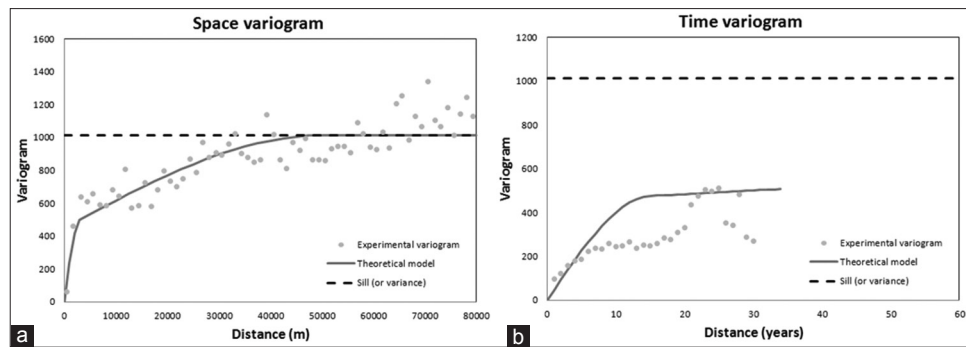 Space variogram
1600
1400
1200
1000
800
600
400
200
0
Variogram
0 10000 20000 30000 40000 50000 60000 70000 80000
Distance (m)
Experimental variogram
Theoretical model
Sill (or variance)
a
Time variogram
1200
1000
800
600
400
200
0
Variogram
0 10 20 30 40 50 60
Distance (years)
Experimental variogram
Theoretical model
Sill (or variance)
b